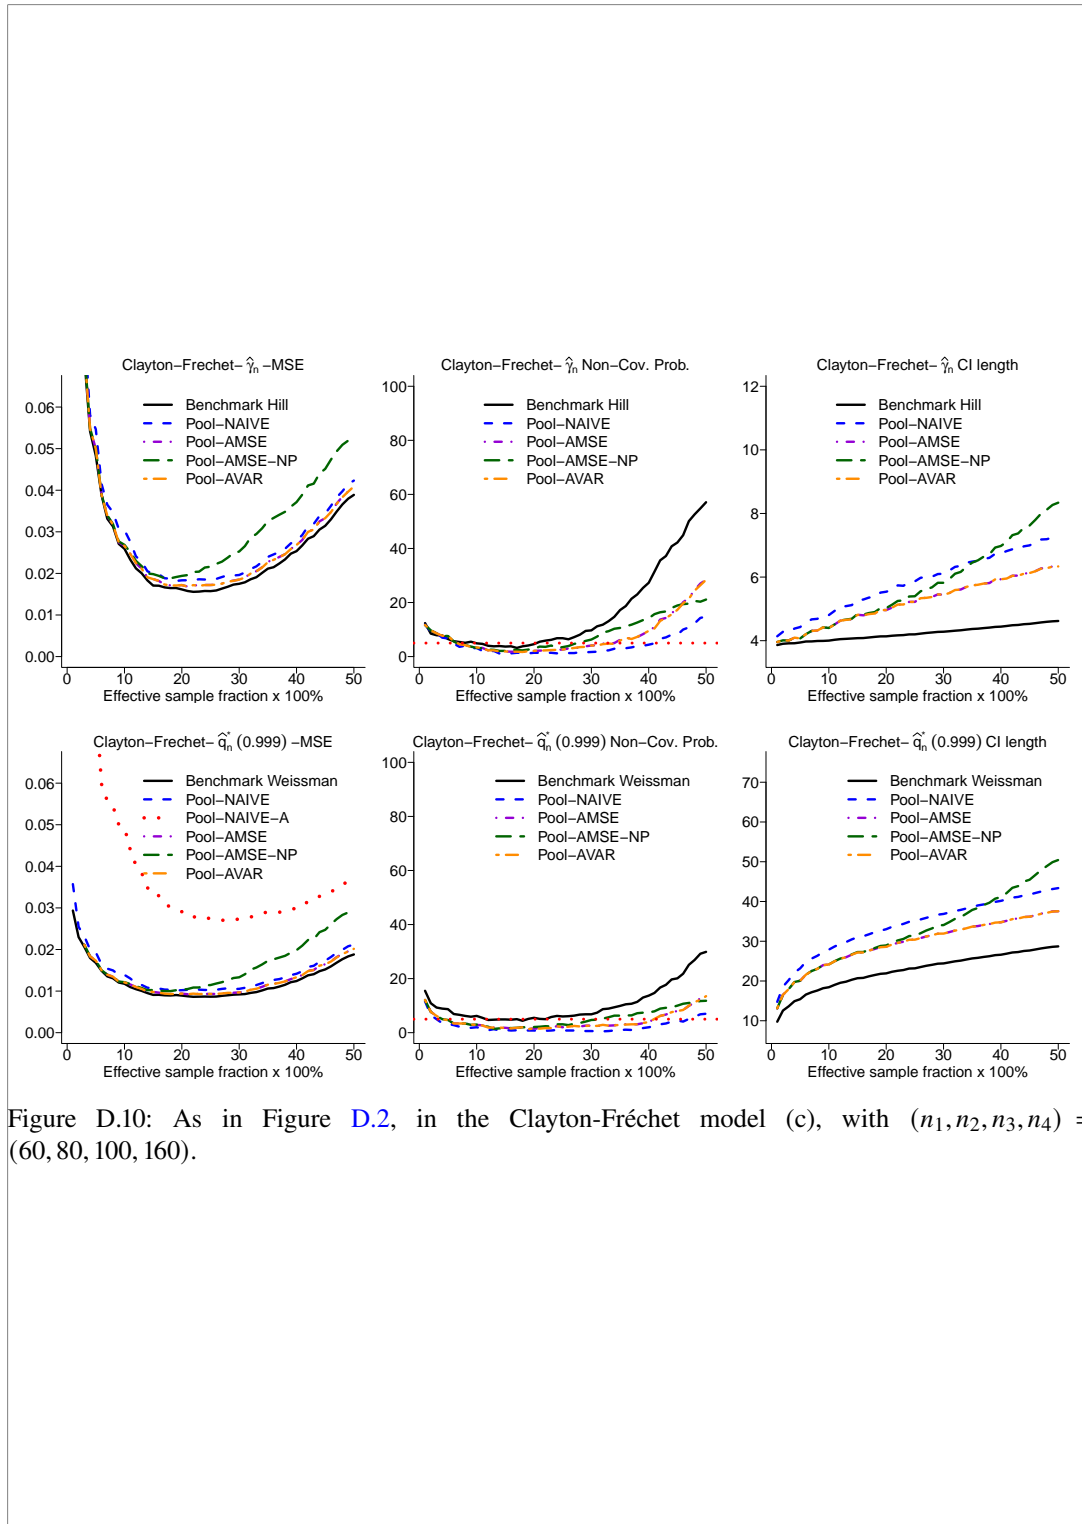 Clayton−Frechet− γ̂ₙ −MSE
0.06
0.05
0.04
0.03
0.02
0.01
0.00
Benchmark Hill
Pool−NAIVE
Pool−AMSE
Pool−AMSE−NP
Pool−AVAR
0 10 20 30 40 50
Effective sample fraction x 100%
Clayton−Frechet− γ̂ₙ Non−Cov. Prob.
100
80
60
40
20
0
Benchmark Hill
Pool−NAIVE
Pool−AMSE
Pool−AMSE−NP
Pool−AVAR
0 10 20 30 40 50
Effective sample fraction x 100%
Clayton−Frechet− γ̂ₙ CI length
12
10
8
6
4
Benchmark Hill
Pool−NAIVE
Pool−AMSE
Pool−AMSE−NP
Pool−AVAR
0 10 20 30 40 50
Effective sample fraction x 100%
Clayton−Frechet− q̂ₙ* (0.999) −MSE
0.06
0.05
0.04
0.03
0.02
0.01
0.00
Benchmark Weissman
Pool−NAIVE
Pool−NAIVE−A
Pool−AMSE
Pool−AMSE−NP
Pool−AVAR
0 10 20 30 40 50
Effective sample fraction x 100%
Clayton−Frechet− q̂ₙ* (0.999) Non−Cov. Prob.
100
80
60
40
20
0
Benchmark Weissman
Pool−NAIVE
Pool−AMSE
Pool−AMSE−NP
Pool−AVAR
0 10 20 30 40 50
Effective sample fraction x 100%
Clayton−Frechet− q̂ₙ* (0.999) CI length
70
60
50
40
30
20
10
Benchmark Weissman
Pool−NAIVE
Pool−AMSE
Pool−AMSE−NP
Pool−AVAR
0 10 20 30 40 50
Effective sample fraction x 100%
Figure D.10: As in Figure D.2, in the Clayton-Fréchet model (c), with (n₁, n₂, n₃, n₄) =
(60, 80, 100, 160).